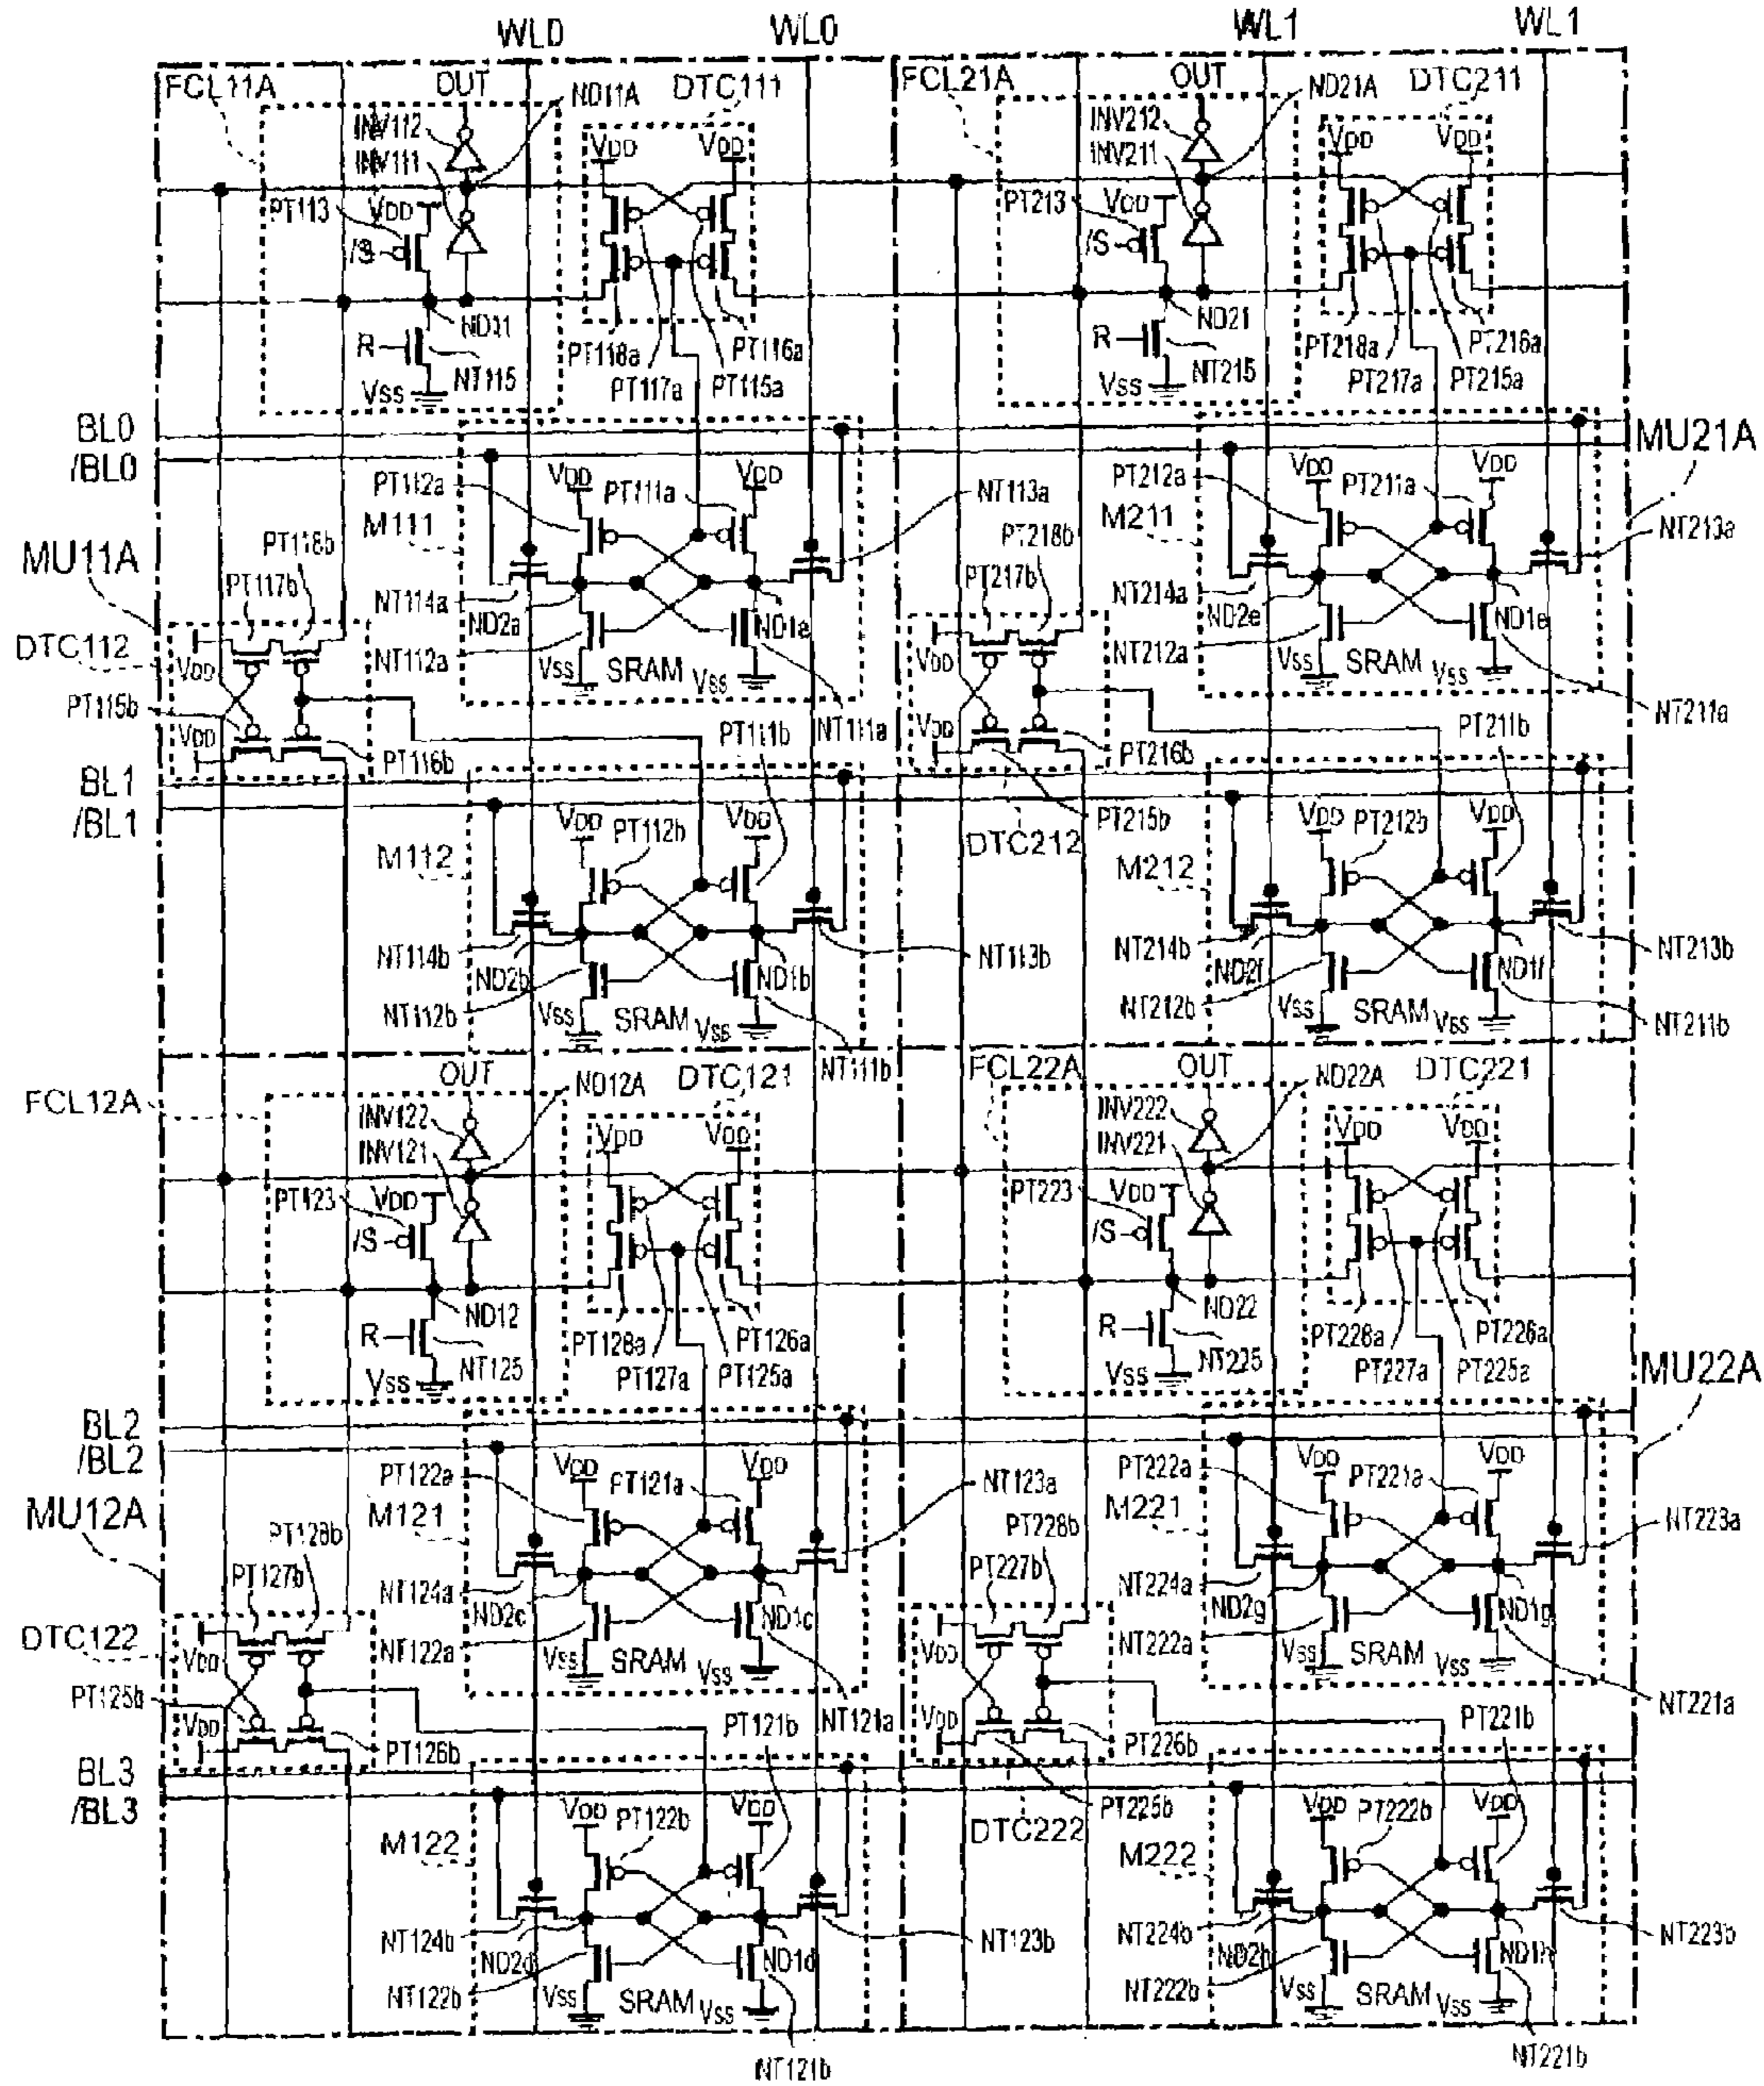 WL0 WL0 WL1 WL1
FCL11A OUT ND11A DTC111 FCL21A OUT ND21A DTC211
INV112 VDD VDD INV212 VDD VDD
INV111 INV211
PT113 VDD PT213 VDD
/S /S
ND11 ND21
R PT118a PT116a R PT218a PT216a
NT115 PT117a PT115a NT215 PT217a PT215a
VSS VSS
BL0
/BL0 MU21A
VDD VDD VDD VDD
PT112a PT111a NT113a PT212a PT211a
M111 M211 NT213a
MU11A PT118b PT218b
PT117b PT217b
NT114a ND2a ND1a NT214a ND2e ND1e
DTC112 VDD NT112a VDD NT212a
VSS SRAM VSS VSS SRAM VSS
PT115b NT111a NT211a
VDD PT111b VDD PT211b
PT116b PT216b
BL1
/BL1 PT215b
VDD PT112b VDD DTC212 VDD PT212b VDD
M112 M212
NT114b ND2b ND1b NT113b NT214b ND2f ND1f NT213b
NT112b VSS SRAM VSS NT212b VSS SRAM VSS NT211b
NT111b
FCL12A OUT ND12A DTC121 FCL22A OUT ND22A DTC221
INV122 VDD VDD INV222 VDD VDD
INV121 INV221
PT123 VDD PT223 VDD
/S /S
ND12 ND22
R PT128a PT126a R PT228a PT226a
NT125 PT127a PT125a NT225 PT227a PT225a
VSS VSS MU22A
BL2
/BL2
PT122a VDD PT121a VDD NT123a PT222a VDD PT221a VDD
MU12A M121 M221 NT223a
PT128b PT228b
PT127b PT227b
NT124a ND2c ND1c NT224a ND2g ND1g
DTC122 VDD NT122a VDD NT222a
VSS SRAM VSS VSS SRAM VSS
PT125b NT121a NT221a
VDD PT121b VDD PT221b
PT126b PT226b
BL3
/BL3 PT225b
VDD PT122b VDD DTC222 VDD PT222b VDD
M122 M222
NT124b ND2d ND1d NT123b NT224b ND2h ND1h NT223b
NT122b VSS SRAM VSS NT222b VSS SRAM VSS
NT121b NT221b